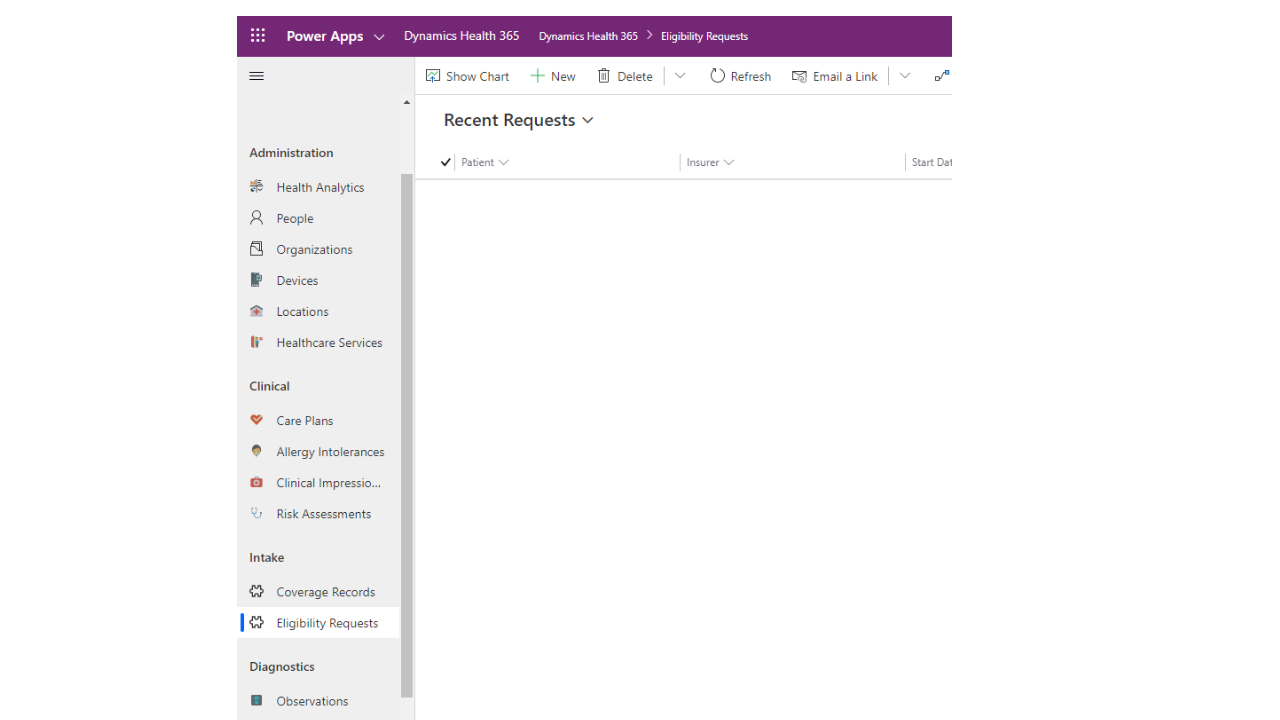 Power Apps Dynamics Health 365 Dynamics Health 365 Eligibility Requests
Show Chart New Delete Refresh Email a Link
Recent Requests
Patient Insurer Start Dat
Administration
Health Analytics
People
Organizations
Devices
Locations
Healthcare Services
Clinical
Care Plans
Allergy Intolerances
Clinical Impressio...
Risk Assessments
Intake
Coverage Records
Eligibility Requests
Diagnostics
Observations